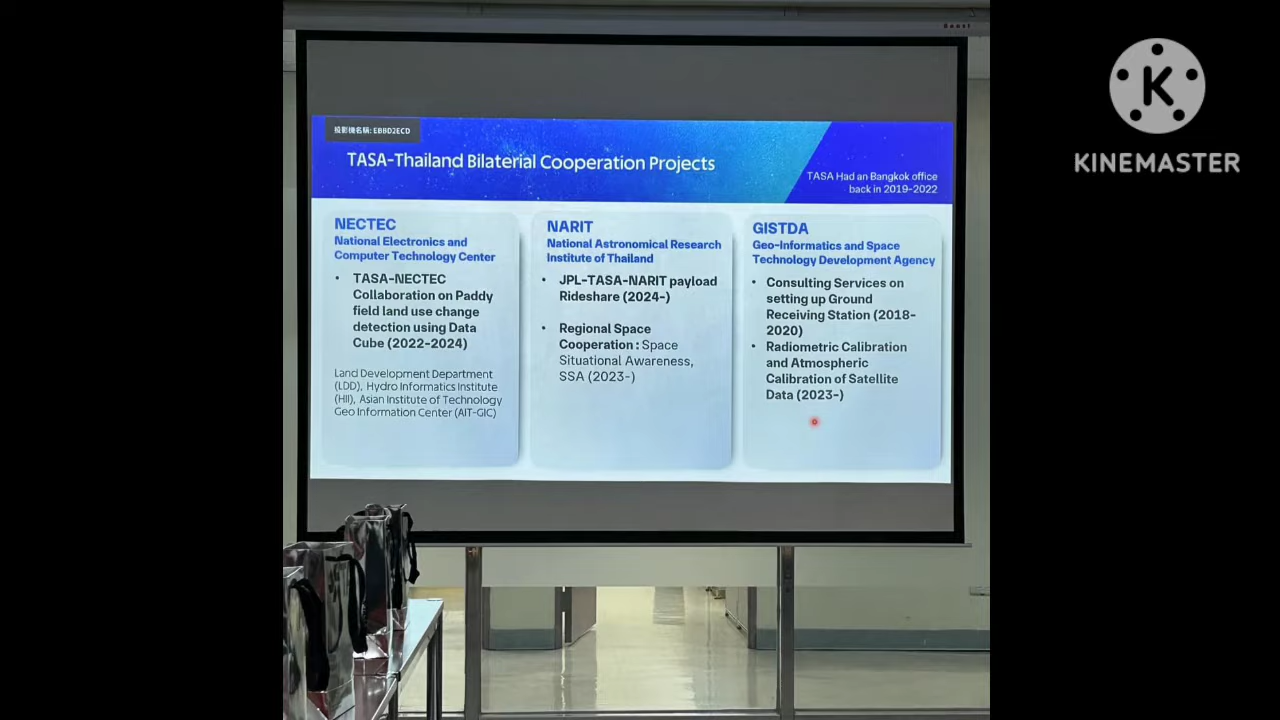 投影機名稱: EBBD2ECD
TASA-Thailand Bilaterial Cooperation Projects
TASA Had an Bangkok office
back in 2019-2022
NECTEC
National Electronics and
Computer Technology Center
• TASA-NECTEC
Collaboration on Paddy
field land use change
detection using Data
Cube (2022-2024)
Land Development Department
(LDD), Hydro Informatics Institute
(HII), Asian Institute of Technology
Geo Information Center (AIT-GIC)
NARIT
National Astronomical Research
Institute of Thailand
• JPL-TASA-NARIT payload
Rideshare (2024-)
• Regional Space
Cooperation : Space
Situational Awareness,
SSA (2023-)
GISTDA
Geo-Informatics and Space
Technology Development Agency
• Consulting Services on
setting up Ground
Receiving Station (2018-
2020)
• Radiometric Calibration
and Atmospheric
Calibration of Satellite
Data (2023-)
K
KINEMASTER